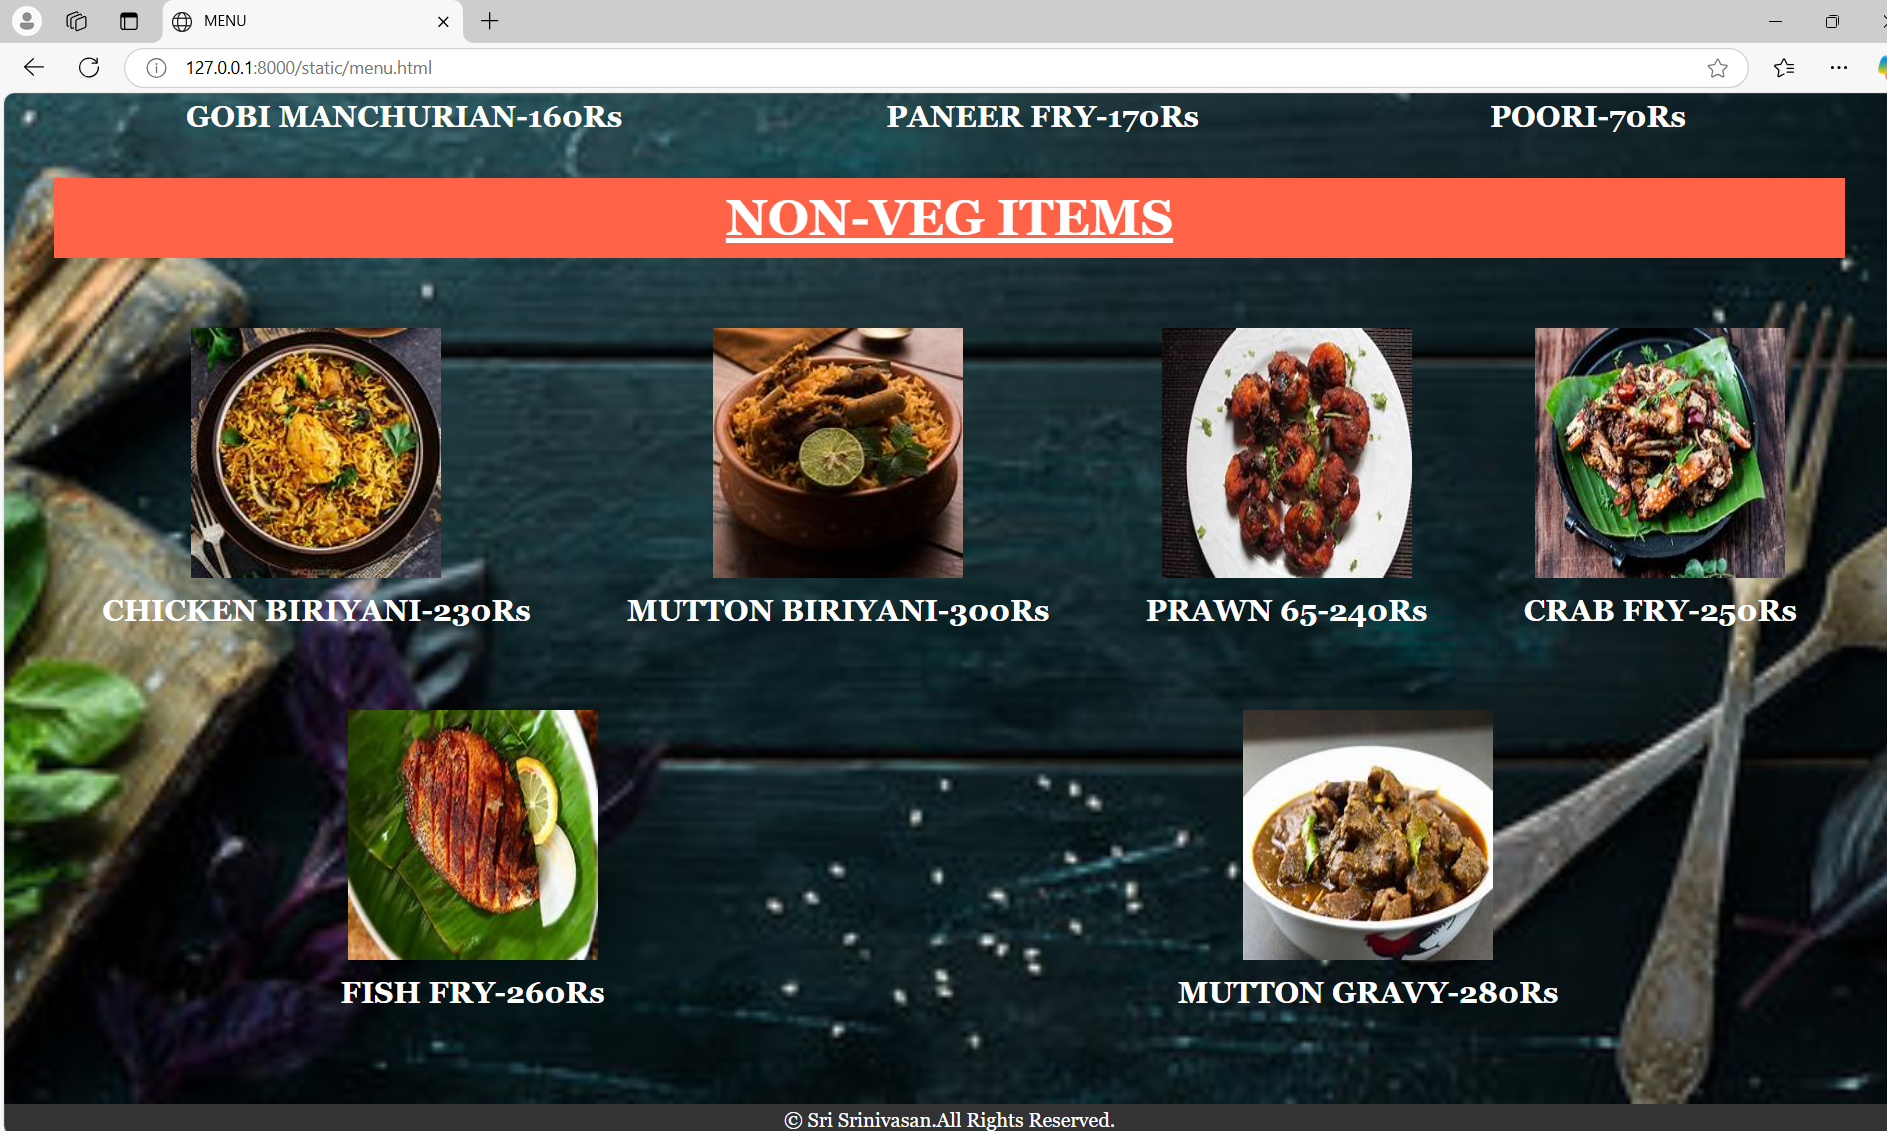 MENU
127.0.0.1:8000/static/menu.html
GOBI MANCHURIAN-160Rs PANEER FRY-170Rs POORI-70Rs
NON-VEG ITEMS
CHICKEN BIRIYANI-230Rs MUTTON BIRIYANI-300Rs PRAWN 65-240Rs CRAB FRY-250Rs
FISH FRY-260Rs MUTTON GRAVY-280Rs
© Sri Srinivasan.All Rights Reserved.